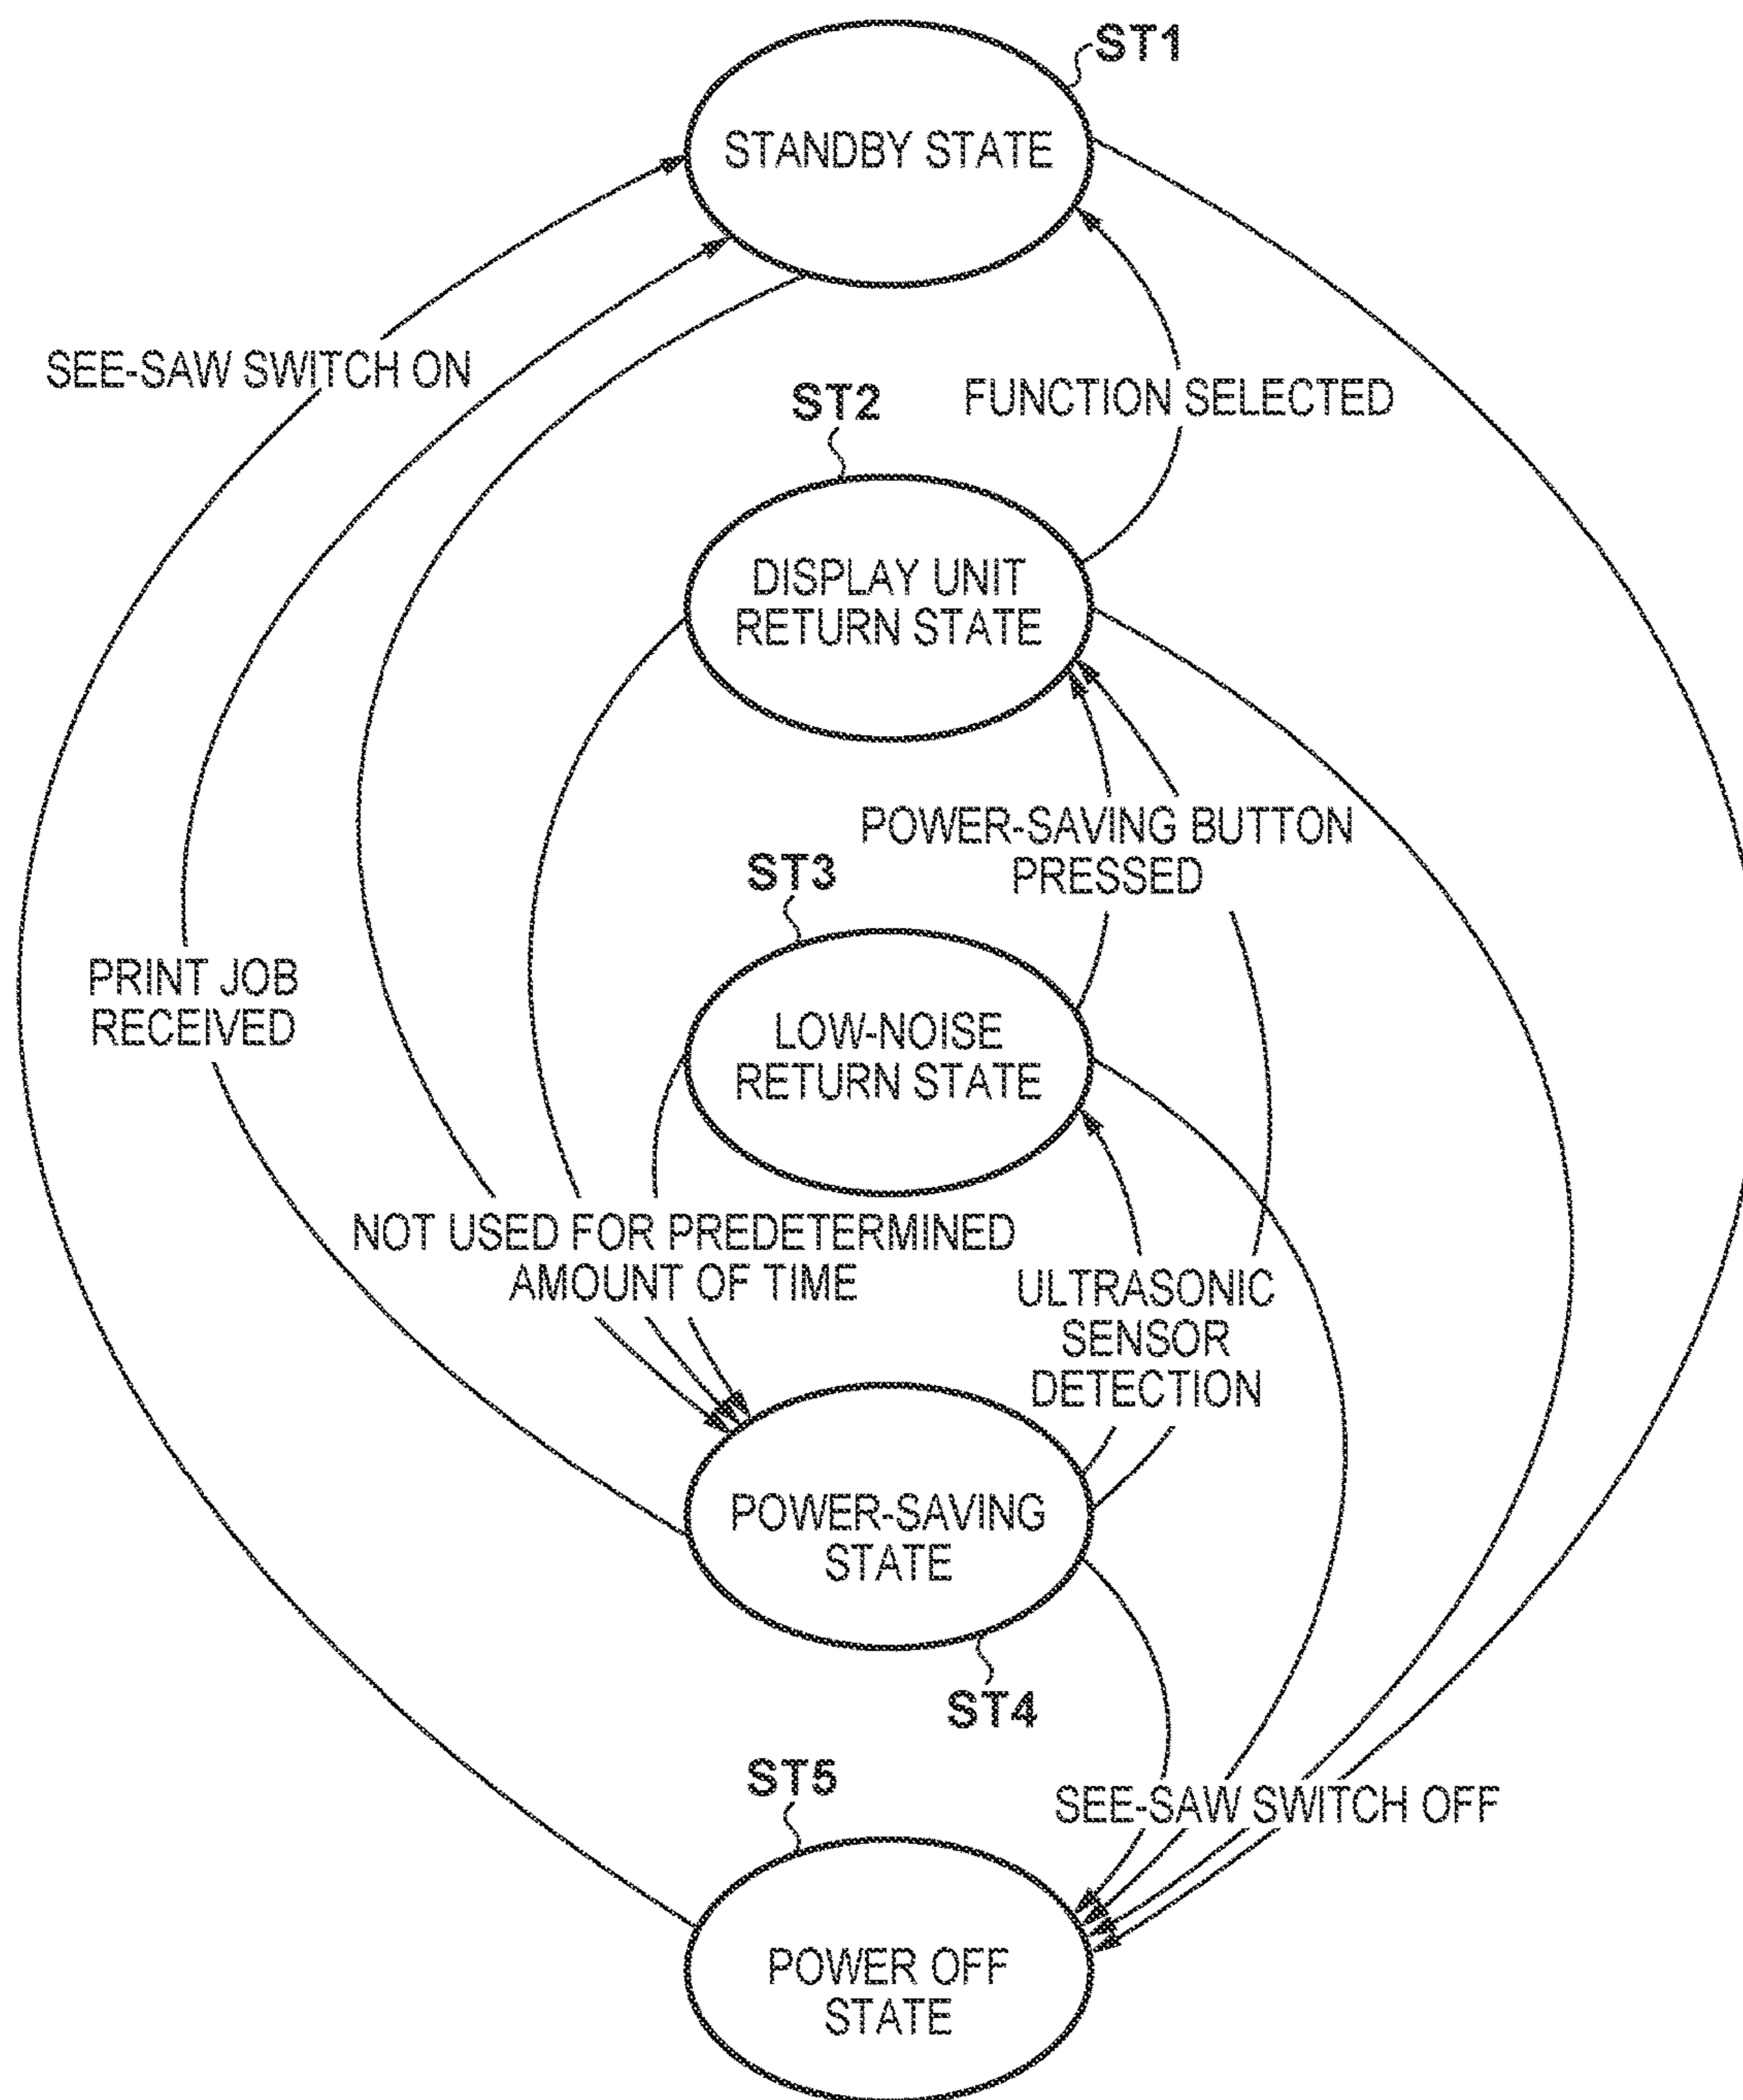 ST1
STANDBY STATE
SEE-SAW SWITCH ON
FUNCTION SELECTED
ST2
DISPLAY UNIT
RETURN STATE
POWER-SAVING BUTTON
PRESSED
ST3
PRINT JOB
RECEIVED
LOW-NOISE
RETURN STATE
NOT USED FOR PREDETERMINED
AMOUNT OF TIME
ULTRASONIC
SENSOR
DETECTION
POWER-SAVING
STATE
ST4
ST5
SEE-SAW SWITCH OFF
POWER OFF
STATE